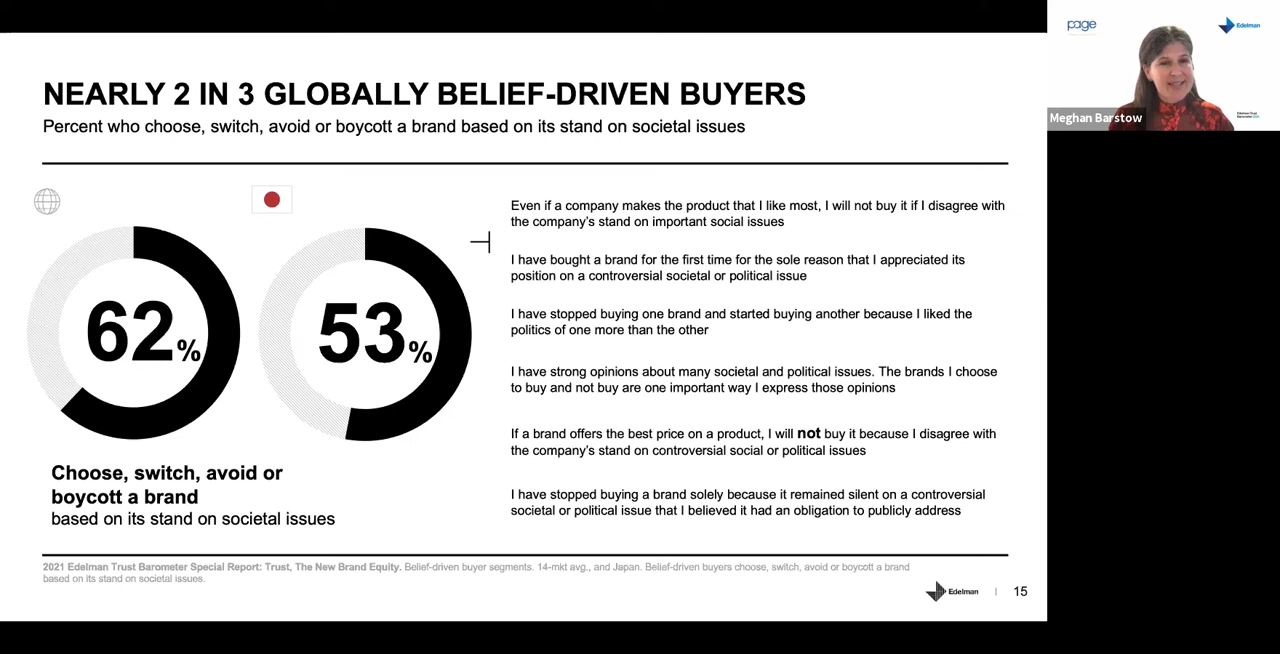 NEARLY 2 IN 3 GLOBALLY BELIEF-DRIVEN BUYERS
Percent who choose, switch, avoid or boycott a brand based on its stand on societal issues
62%
53%
Choose, switch, avoid or
boycott a brand
based on its stand on societal issues
Even if a company makes the product that I like most, I will not buy it if I disagree with
the company's stand on important social issues
I have bought a brand for the first time for the sole reason that I appreciated its
position on a controversial societal or political issue
I have stopped buying one brand and started buying another because I liked the
politics of one more than the other
I have strong opinions about many societal and political issues. The brands I choose
to buy and not buy are one important way I express those opinions
If a brand offers the best price on a product, I will not buy it because I disagree with
the company's stand on controversial social or political issues
I have stopped buying a brand solely because it remained silent on a controversial
societal or political issue that I believed it had an obligation to publicly address
2021 Edelman Trust Barometer Special Report: Trust, The New Brand Equity. Belief-driven buyer segments. 14-mkt avg., and Japan. Belief-driven buyers choose, switch, avoid or boycott a brand
based on its stand on societal issues.
Edelman | 15
page
Edelman
Meghan Barstow
Edelman Trust
Barometer